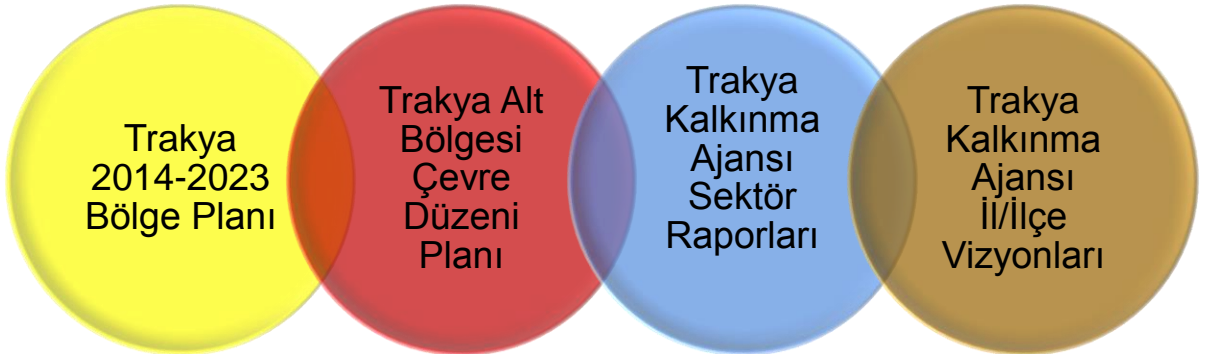 Trakya
2014-2023
Bölge Planı
Trakya Alt
Bölgesi
Çevre
Düzeni
Planı
Trakya
Kalkınma
Ajansı
Sektör
Raporları
Trakya
Kalkınma
Ajansı
İl/İlçe
Vizyonları